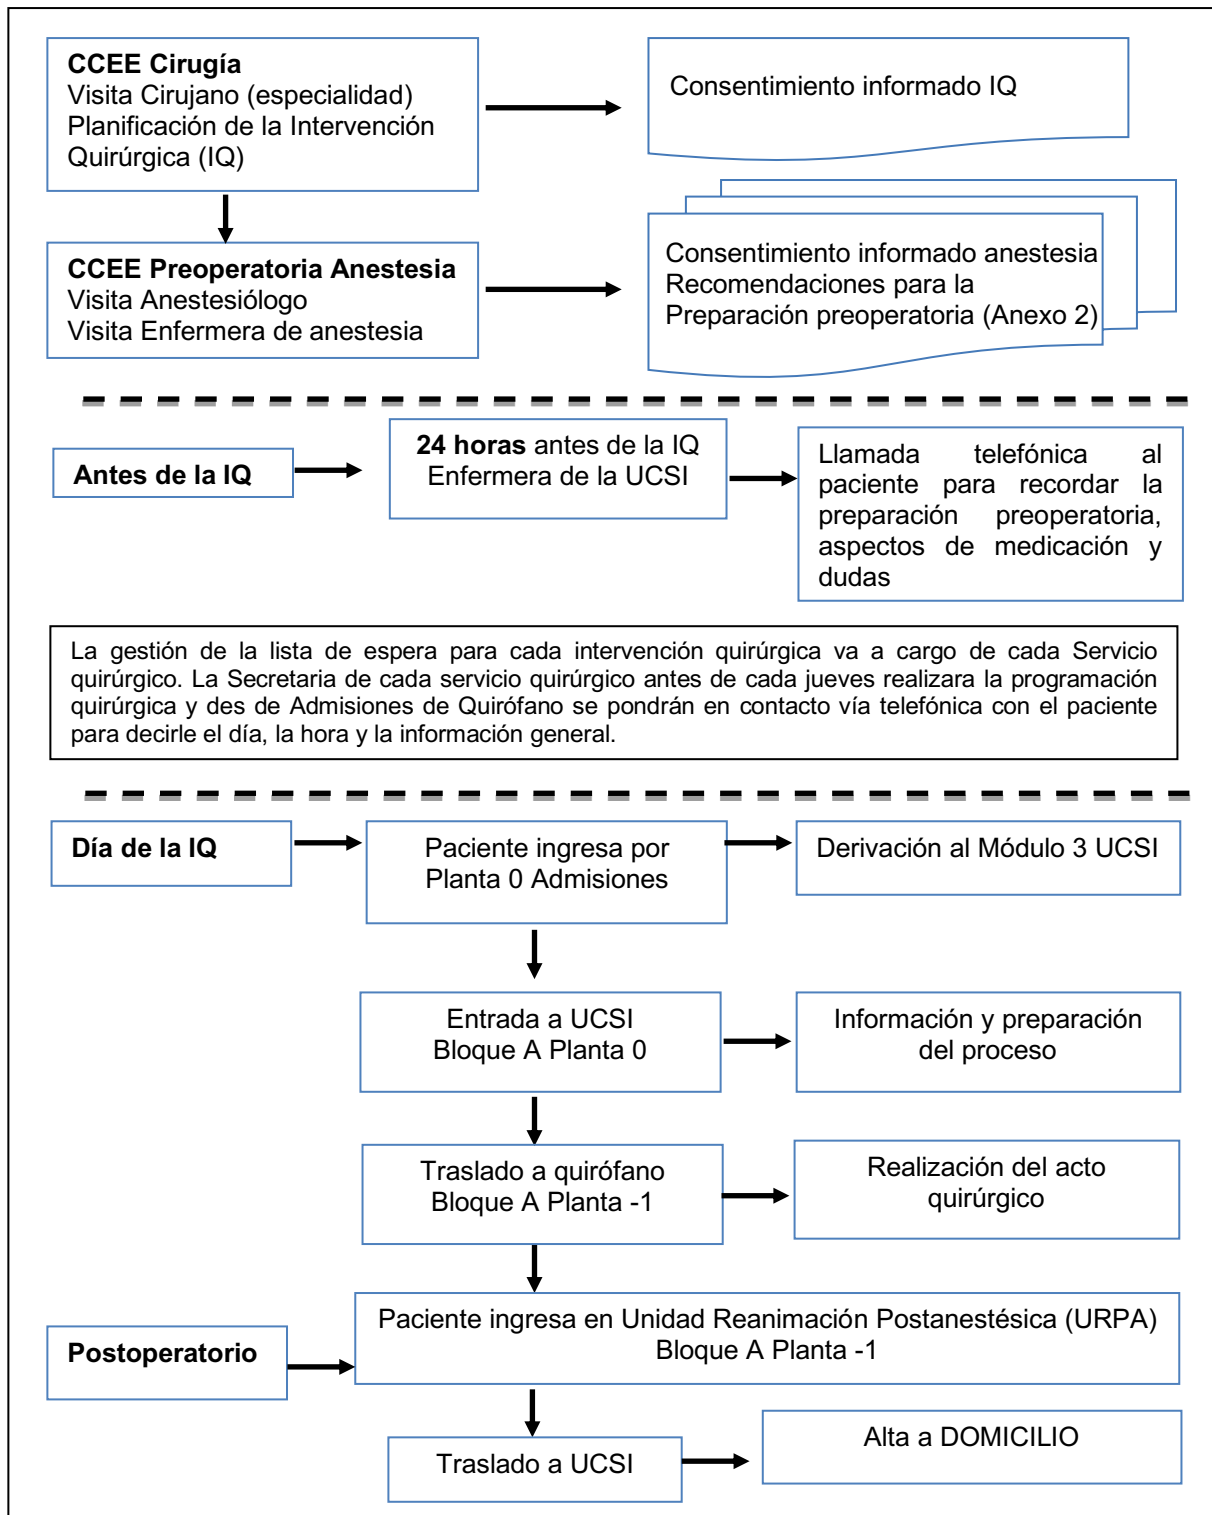 CCEE Cirugía
Visita Cirujano (especialidad)
Planificación de la Intervención
Quirúrgica (IQ)
Consentimiento informado IQ
CCEE Preoperatoria Anestesia
Visita Anestesiólogo
Visita Enfermera de anestesia
Consentimiento informado anestesia
Recomendaciones para la
Preparación preoperatoria (Anexo 2)
Antes de la IQ
24 horas antes de la IQ
Enfermera de la UCSI
Llamada telefónica al
paciente para recordar la
preparación preoperatoria,
aspectos de medicación y
dudas
La gestión de la lista de espera para cada intervención quirúrgica va a cargo de cada Servicio
quirúrgico. La Secretaria de cada servicio quirúrgico antes de cada jueves realizara la programación
quirúrgica y des de Admisiones de Quirófano se pondrán en contacto vía telefónica con el paciente
para decirle el día, la hora y la información general.
Día de la IQ
Paciente ingresa por
Planta 0 Admisiones
Derivación al Módulo 3 UCSI
Entrada a UCSI
Bloque A Planta 0
Información y preparación
del proceso
Traslado a quirófano
Bloque A Planta -1
Realización del acto
quirúrgico
Postoperatorio
Paciente ingresa en Unidad Reanimación Postanestésica (URPA)
Bloque A Planta -1
Traslado a UCSI
Alta a DOMICILIO